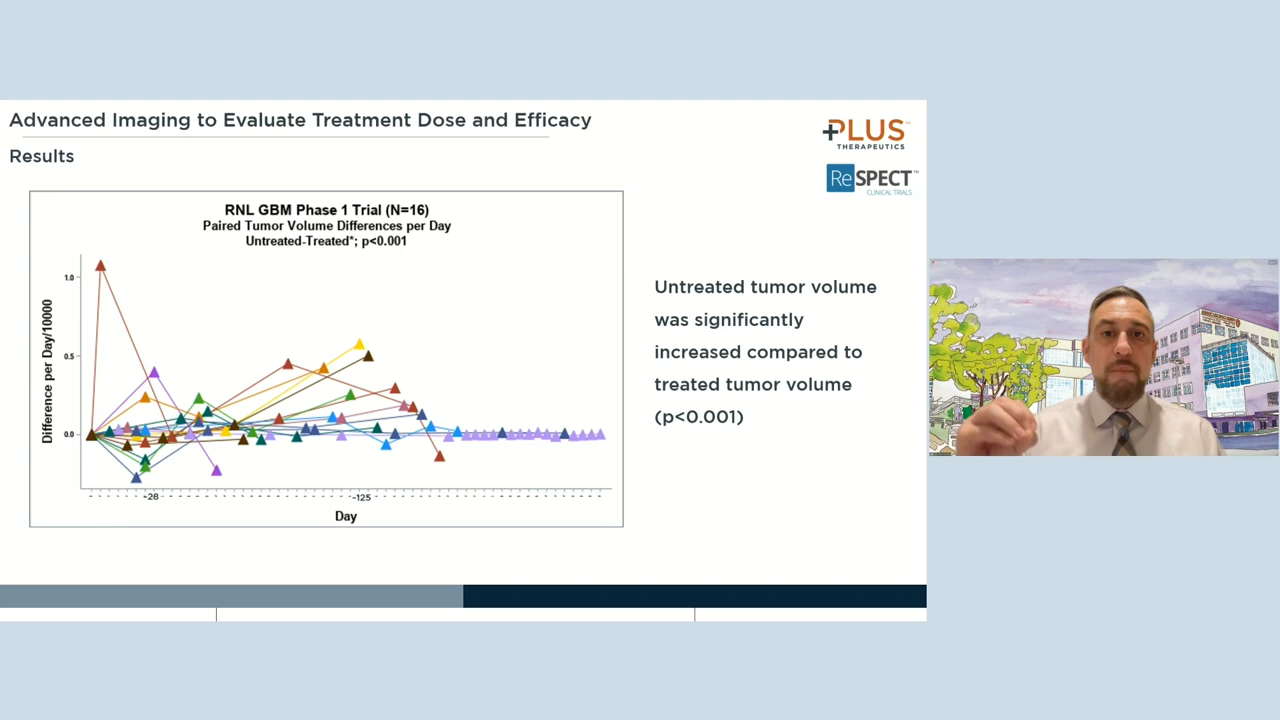 Advanced Imaging to Evaluate Treatment Dose and Efficacy
Results
+PLUS™
THERAPEUTICS
ReSPECT™
CLINICAL TRIALS
RNL GBM Phase 1 Trial (N=16)
Paired Tumor Volume Differences per Day
Untreated-Treated*; p<0.001
Difference per Day/10000
1.0
0.5
0.0
~28
~125
Day
Untreated tumor volume
was significantly
increased compared to
treated tumor volume
(p<0.001)